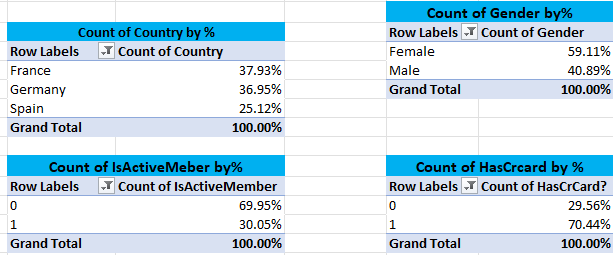 Count of Country by %
Row Labels Count of Country
France 37.93%
Germany 36.95%
Spain 25.12%
Grand Total 100.00%
Count of Gender by%
Row Labels Count of Gender
Female 59.11%
Male 40.89%
Grand Total 100.00%
Count of IsActiveMeber by%
Row Labels Count of IsActiveMember
0 69.95%
1 30.05%
Grand Total 100.00%
Count of HasCrcard by %
Row Labels Count of HasCrCard?
0 29.56%
1 70.44%
Grand Total 100.00%